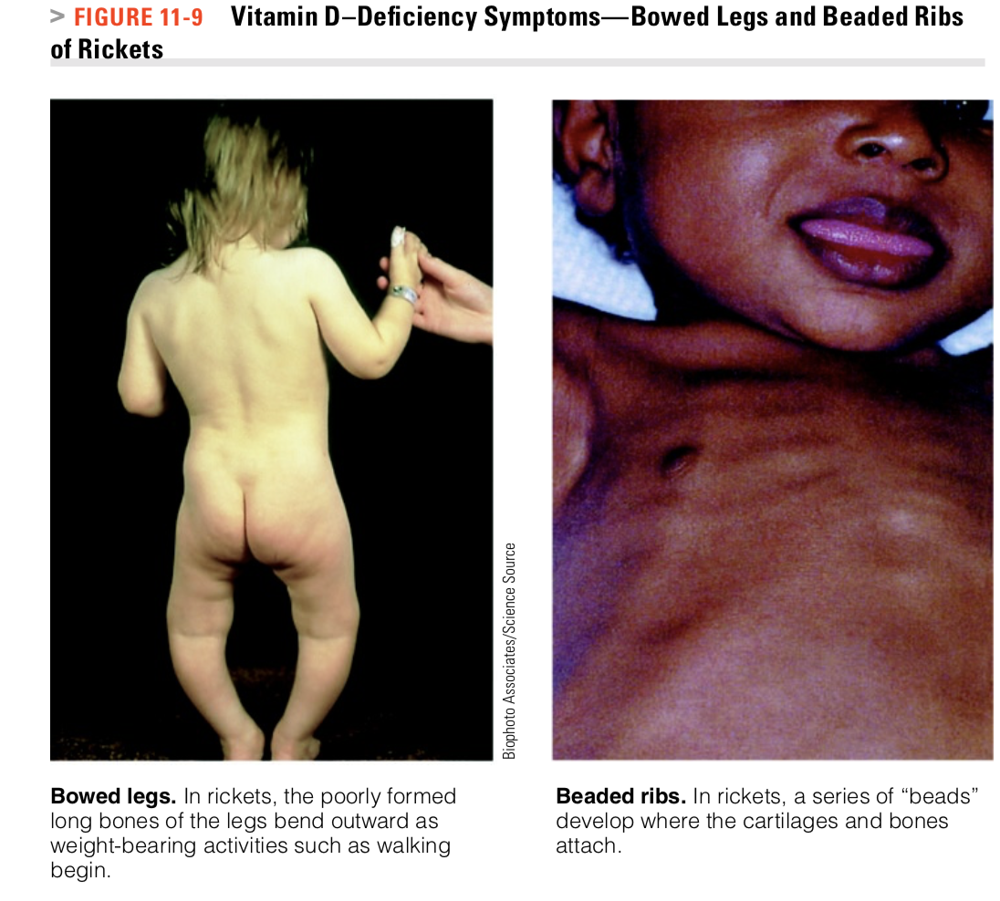 > FIGURE 11-9 Vitamin D–Deficiency Symptoms—Bowed Legs and Beaded Ribs
of Rickets
Biophoto Associates/Science Source
Bowed legs. In rickets, the poorly formed
long bones of the legs bend outward as
weight-bearing activities such as walking
begin.
Beaded ribs. In rickets, a series of “beads”
develop where the cartilages and bones
attach.